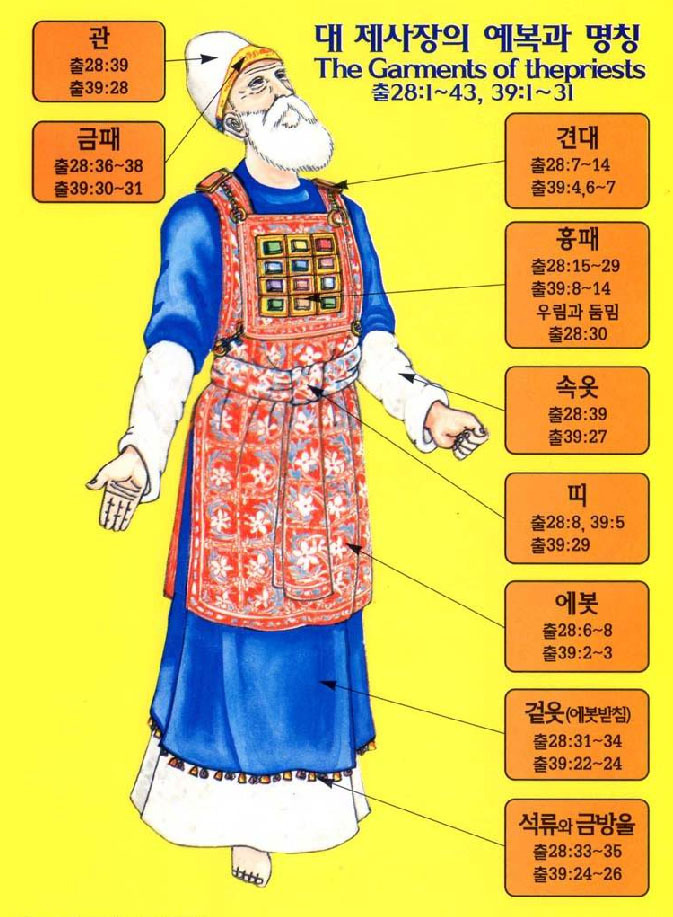 대 제사장의 예복과 명칭
The Garments of thepriests
출28:1~43, 39:1~31
관
출28:39
출39:28
금패
출28:36~38
출39:30~31
견대
출28:7~14
출39:4,6~7
흉패
출28:15~29
출39:8~14
우림과 둠밈
출28:30
속옷
출28:39
출39:27
띠
출28:8, 39:5
출39:29
에봇
출28:6~8
출39:2~3
겉옷(에봇받침)
출28:31~34
출39:22~24
석류와 금방울
출28:33~35
출39:24~26